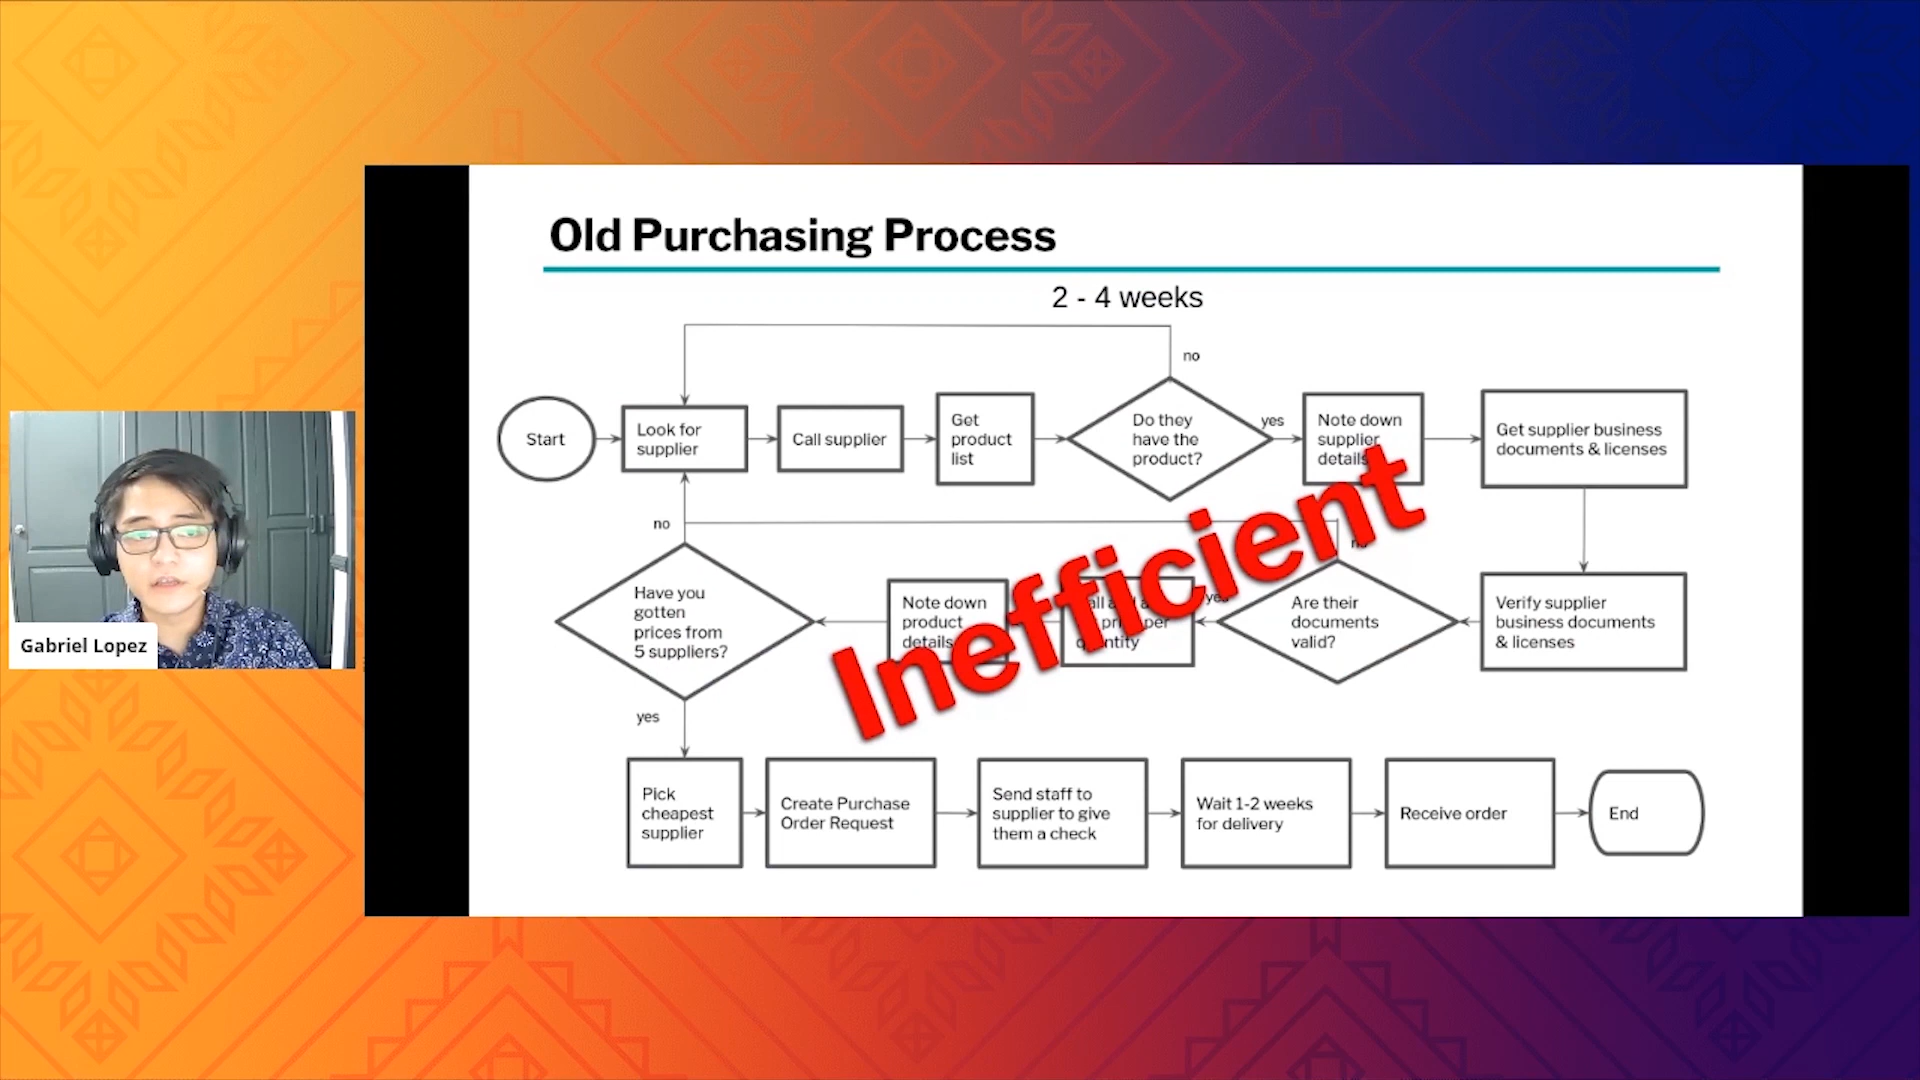 Old Purchasing Process
2 - 4 weeks
no
Start
Look for
supplier
Call supplier
Get
product
list
Do they
have the
product?
yes
Note down
supplier
details
Get supplier business
documents & licenses
no
no
Have you
gotten
prices from
5 suppliers?
Note down
product
details
per
yes
Are their
documents
valid?
Verify supplier
business documents
& licenses
Inefficient
yes
Pick
cheapest
supplier
Create Purchase
Order Request
Send staff to
supplier to give
them a check
Wait 1-2 weeks
for delivery
Receive order
End
Gabriel Lopez